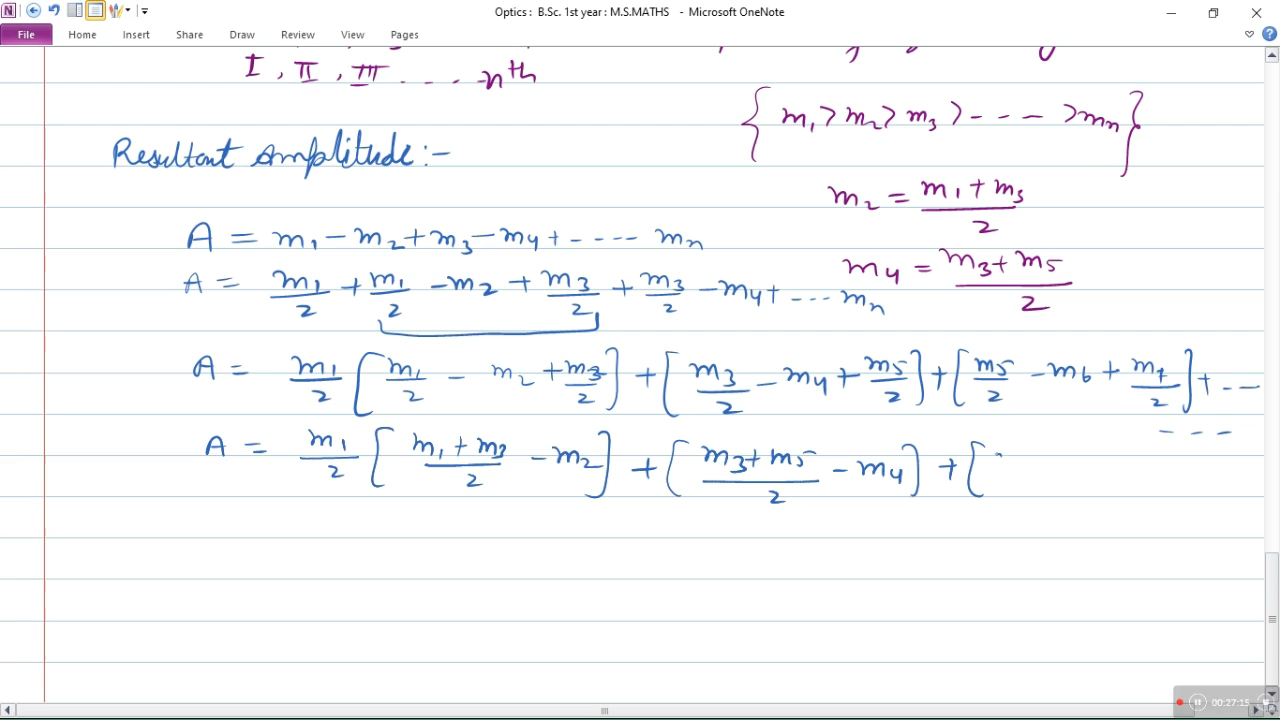 Optics : B.Sc. 1st year : M.S.MATHS - Microsoft OneNote
File Home Insert Share Draw Review View Pages
I, II, III . . . . . nth
{ m₁ > m₂ > m₃ > - - - - > mn }
Resultant Amplitude :-
m₂ = (m₁ + m₃)/2
A = m₁ - m₂ + m₃ - m₄ + - - - - mn
m₄ = (m₃ + m₅)/2
A = m₁/2 + m₁/2 - m₂ + m₃/2 + m₃/2 - m₄ + . . . mn
A = m₁/2 [ m₁/2 - m₂ + m₃/2 ] + [ m₃/2 - m₄ + m₅/2 ] + [ m₅/2 - m₆ + m₇/2 ] + - - -
- - -
A = m₁/2 [ (m₁ + m₃)/2 - m₂ ] + [ (m₃ + m₅)/2 - m₄ ] + [
00:27:15